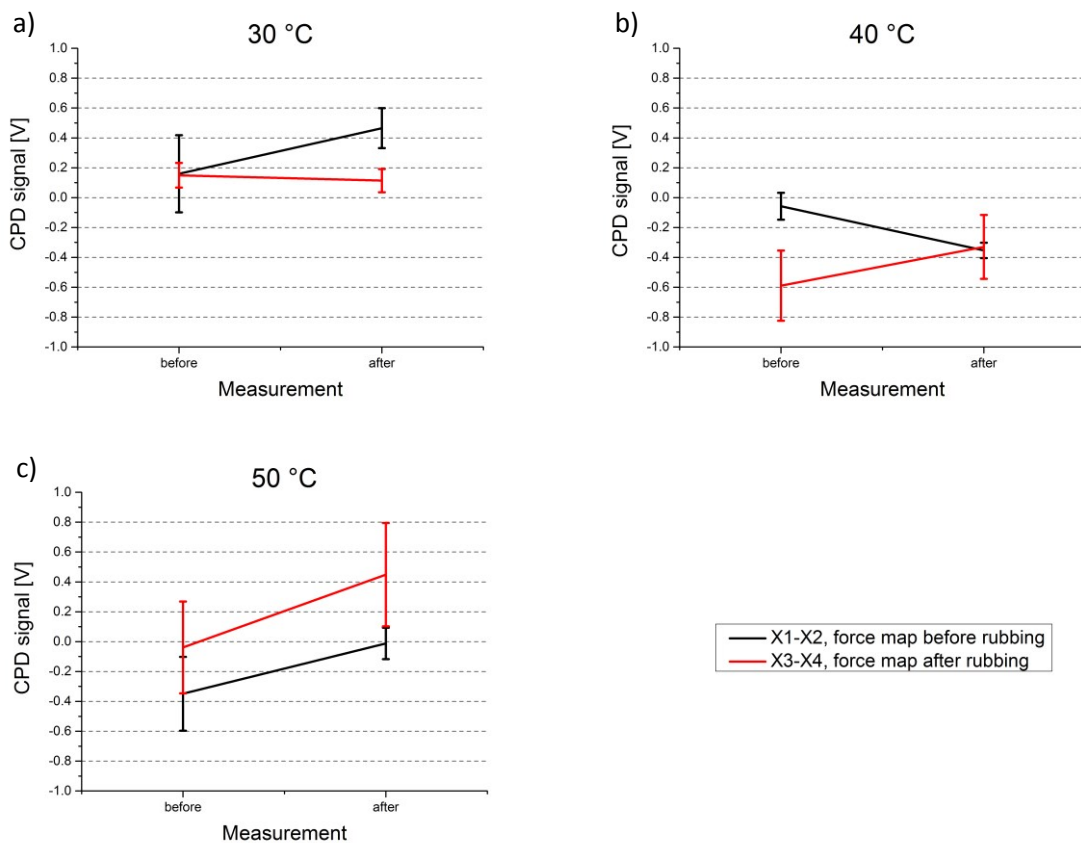 a)
30 °C
CPD signal [V]
1.0
0.8
0.6
0.4
0.2
0.0
-0.2
-0.4
-0.6
-0.8
-1.0
before
after
Measurement
b)
40 °C
CPD signal [V]
1.0
0.8
0.6
0.4
0.2
0.0
-0.2
-0.4
-0.6
-0.8
-1.0
before
after
Measurement
c)
50 °C
CPD signal [V]
1.0
0.8
0.6
0.4
0.2
0.0
-0.2
-0.4
-0.6
-0.8
-1.0
before
after
Measurement
X1-X2, force map before rubbing
X3-X4, force map after rubbing